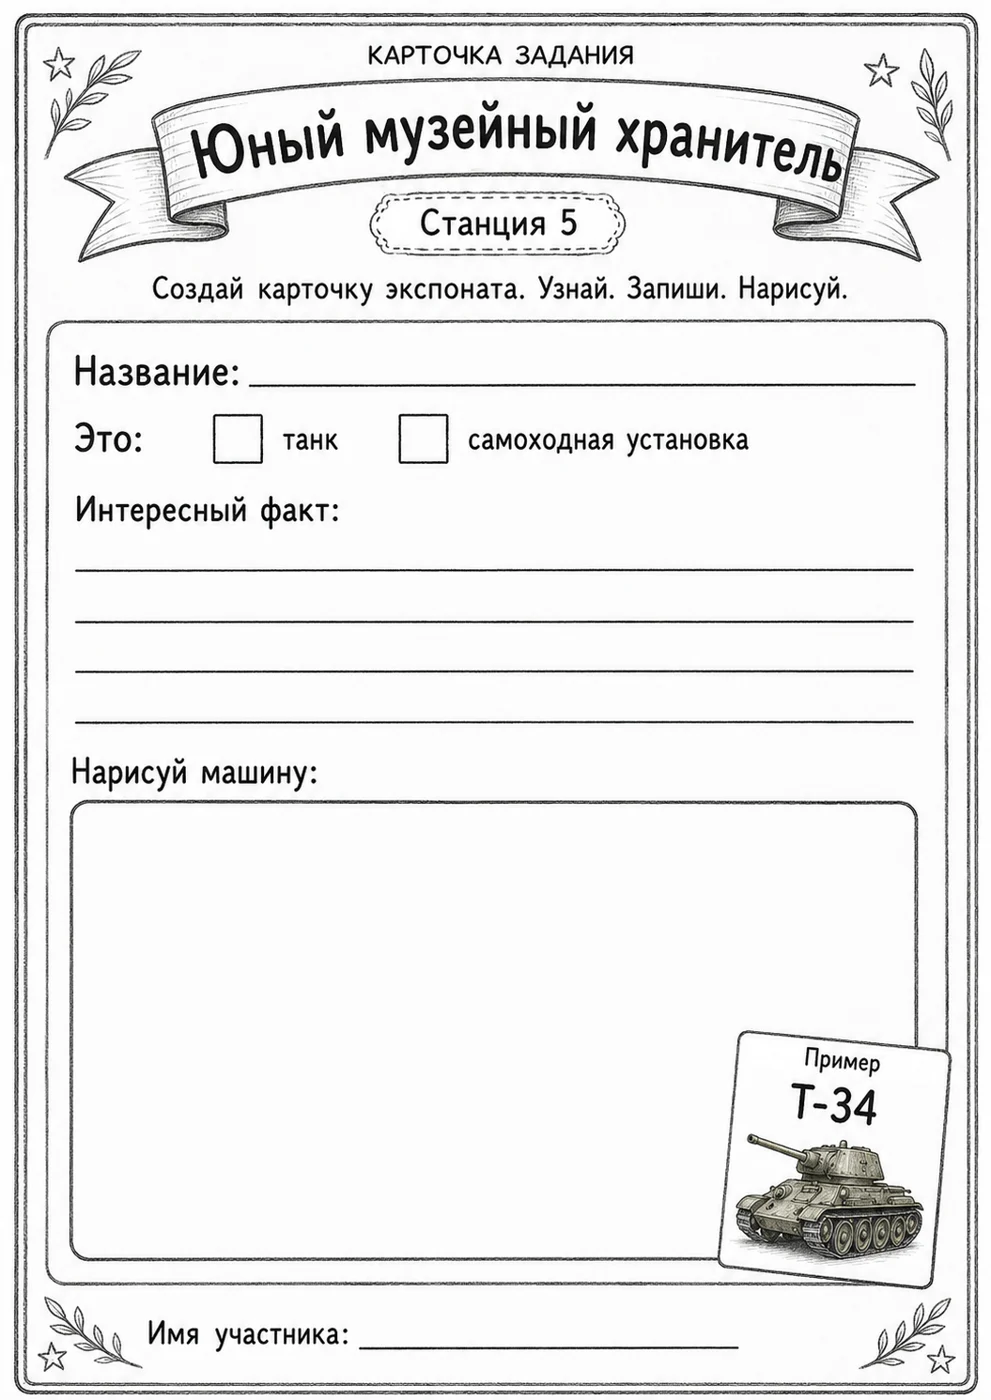 КАРТОЧКА ЗАДАНИЯ
Юный музейный хранитель
Станция 5
Создай карточку экспоната. Узнай. Запиши. Нарисуй.
Название:
Это: танк самоходная установка
Интересный факт:
Нарисуй машину:
Пример
Т-34
Имя участника: